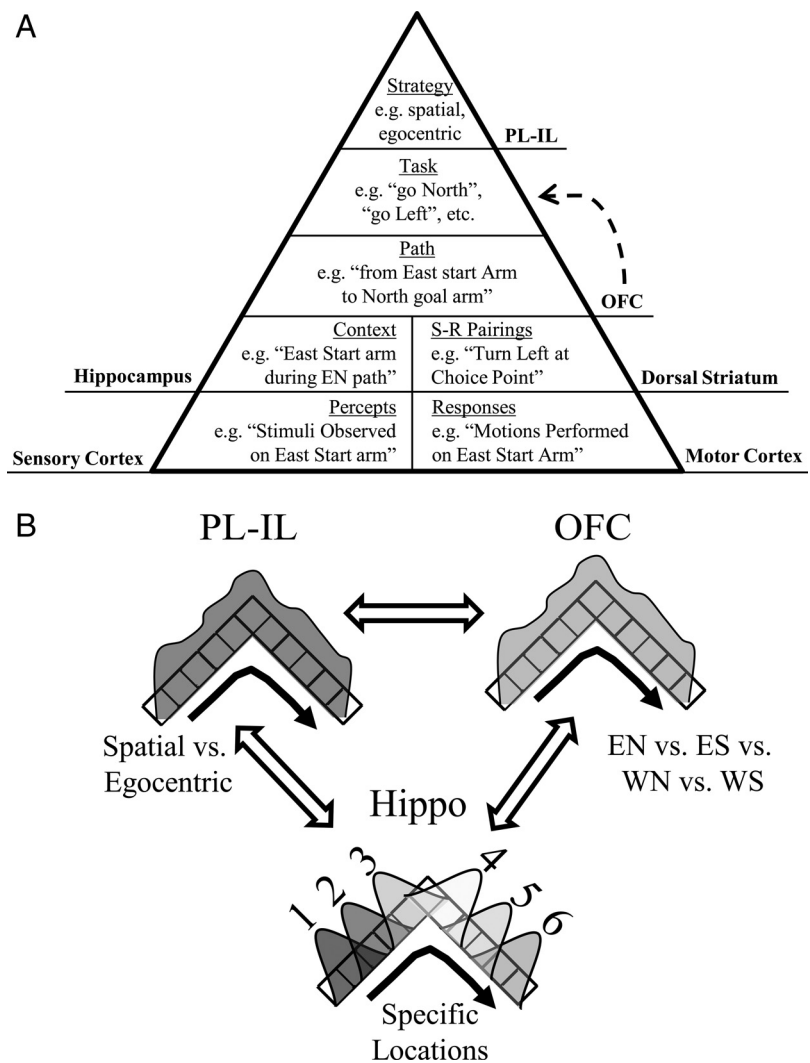 A
Strategy
e.g. spatial,
egocentric
PL-IL
Task
e.g. “go North”,
“go Left”, etc.
Path
e.g. “from East start Arm
to North goal arm”
OFC
Context
e.g. “East Start arm
during EN path”
Hippocampus
S-R Pairings
e.g. “Turn Left at
Choice Point”
Dorsal Striatum
Percepts
e.g. “Stimuli Observed
on East Start arm”
Sensory Cortex
Responses
e.g. “Motions Performed
on East Start Arm”
Motor Cortex
B
PL-IL
OFC
Spatial vs.
Egocentric
EN vs. ES vs.
WN vs. WS
Hippo
1 2 3 4 5 6
Specific
Locations